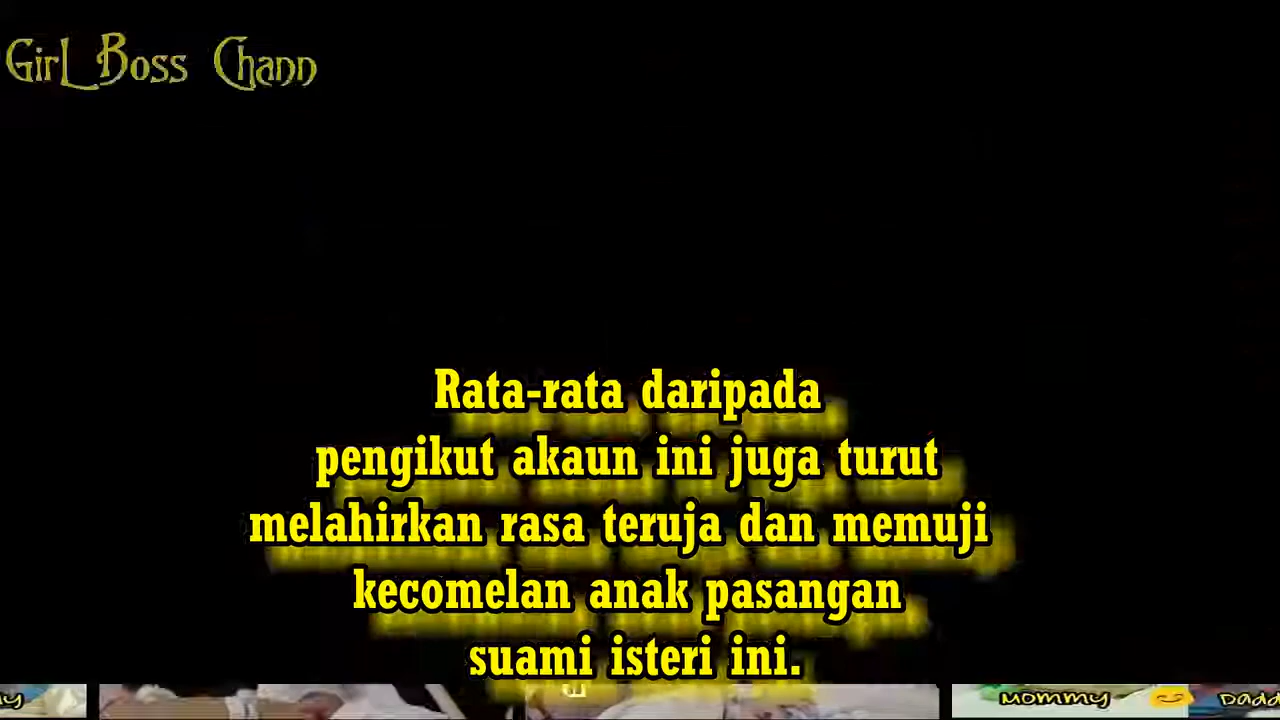 Girl Boss Chann
Rata-rata daripada
pengikut akaun ini juga turut
melahirkan rasa teruja dan memuji
kecomelan anak pasangan
suami isteri ini.
mommy 😊